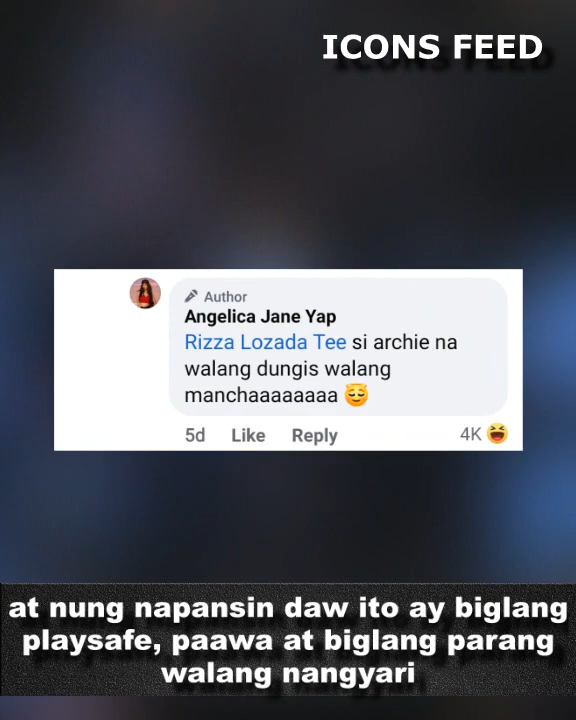 ICONS FEED
Author
Angelica Jane Yap
Rizza Lozada Tee si archie na
walang dungis walang
manchaaaaaaaa 😇
5d Like Reply 4K
at nung napansin daw ito ay biglang
playsafe, paawa at biglang parang
walang nangyari